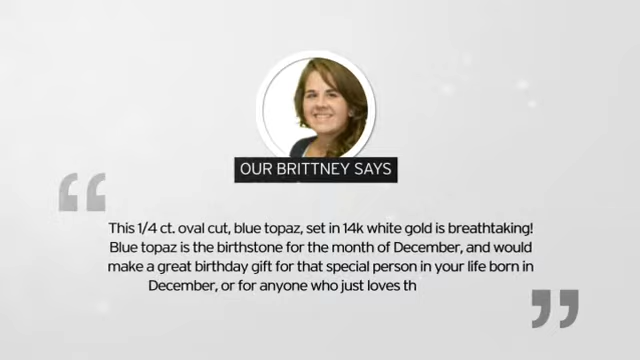 OUR BRITTNEY SAYS
“
This 1/4 ct. oval cut, blue topaz, set in 14k white gold is breathtaking!
Blue topaz is the birthstone for the month of December, and would
make a great birthday gift for that special person in your life born in
December, or for anyone who just loves th
”